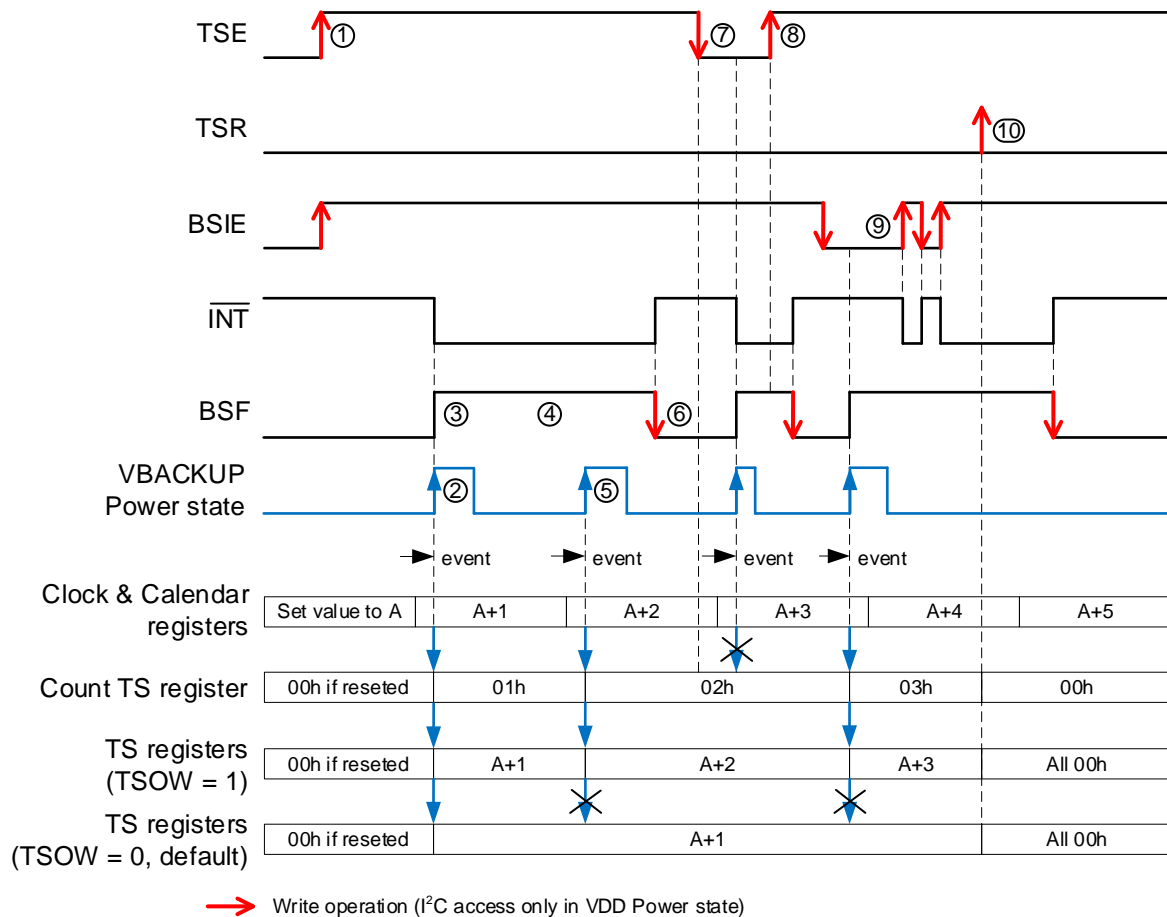 TSE ① ⑦ ⑧
TSR ⑩
BSIE ⑨
INT
BSF ③ ④ ⑥
VBACKUP
Power state ② ⑤
event event event event
Clock & Calendar
registers
Set value to A A+1 A+2 A+3 A+4 A+5
Count TS register 00h if reseted 01h 02h 03h 00h
TS registers
(TSOW = 1)
00h if reseted A+1 A+2 A+3 All 00h
TS registers
(TSOW = 0, default)
00h if reseted A+1 All 00h
Write operation (I²C access only in VDD Power state)